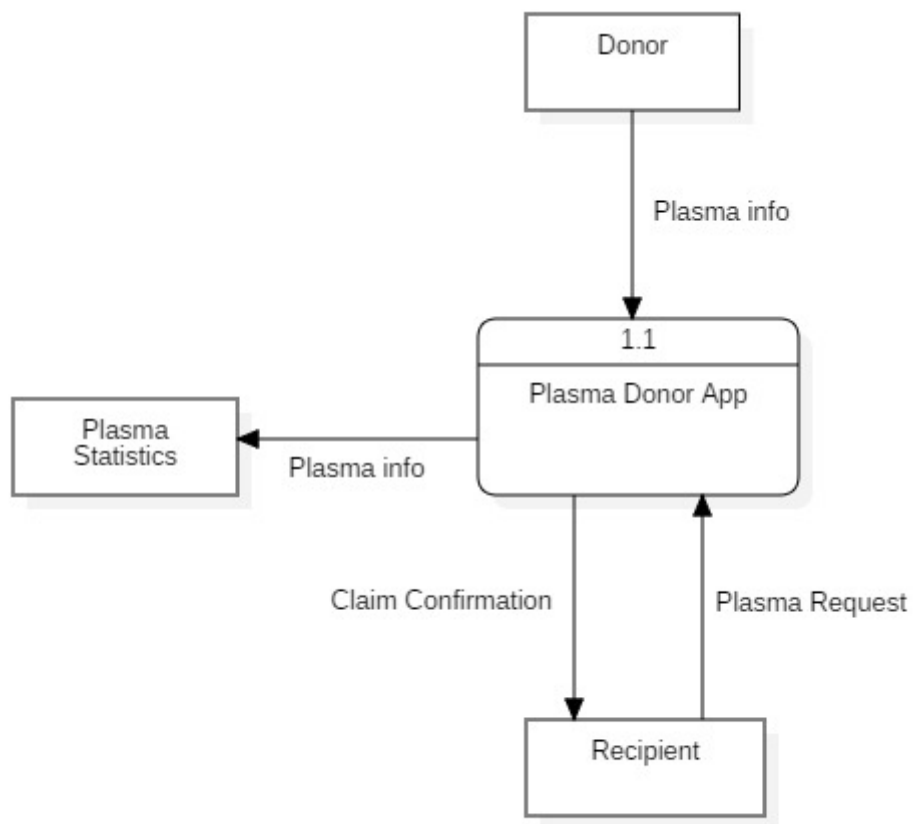 Donor
Plasma info
1.1
Plasma Donor App
Plasma
Statistics
Plasma info
Claim Confirmation
Plasma Request
Recipient